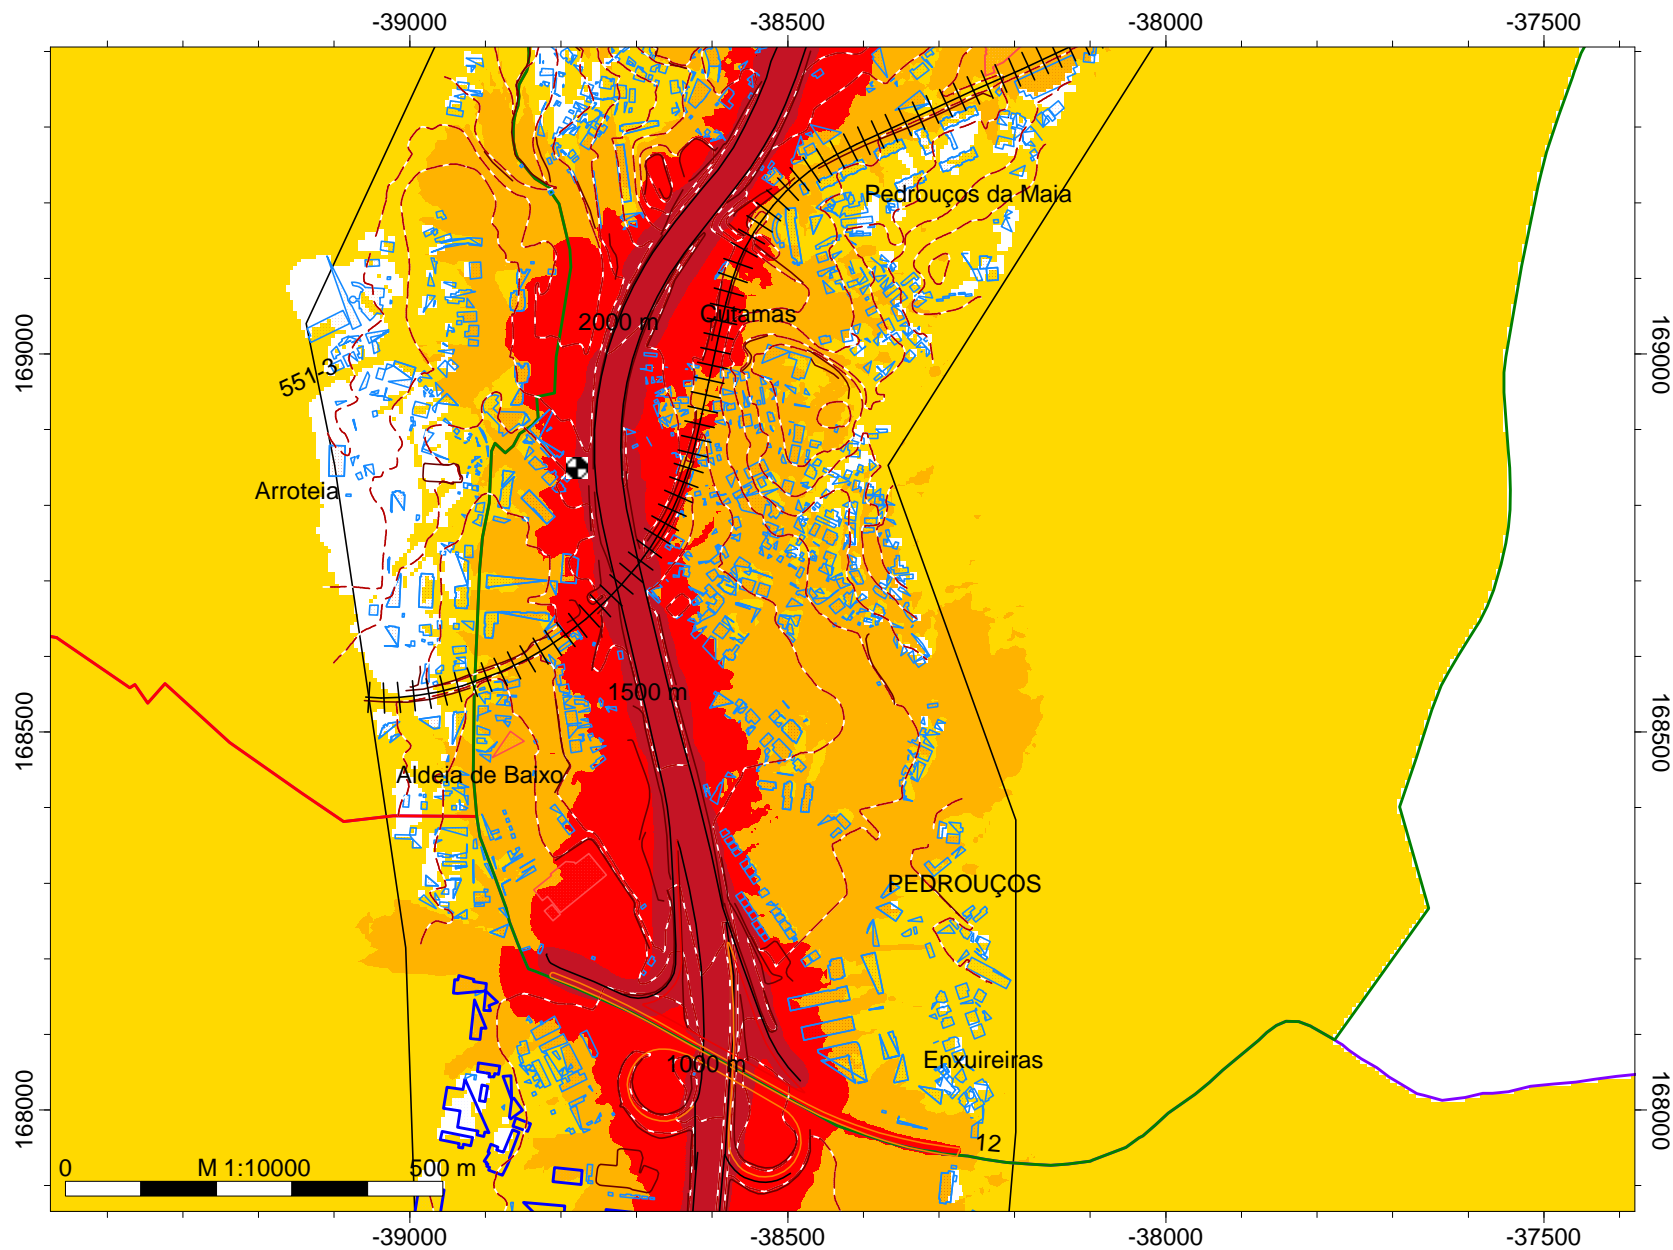 -39000
-38500
-38000
-37500
Pedrouços da Maia
2000 m
Cutamas
169000
169000
551-3
Arroteia
1500 m
168500
168500
Aldeia de Baixo
PEDROUÇOS
1000 m
Enxuireiras
168000
168000
12
0
M 1:10000
500 m
-39000
-38500
-38000
-37500